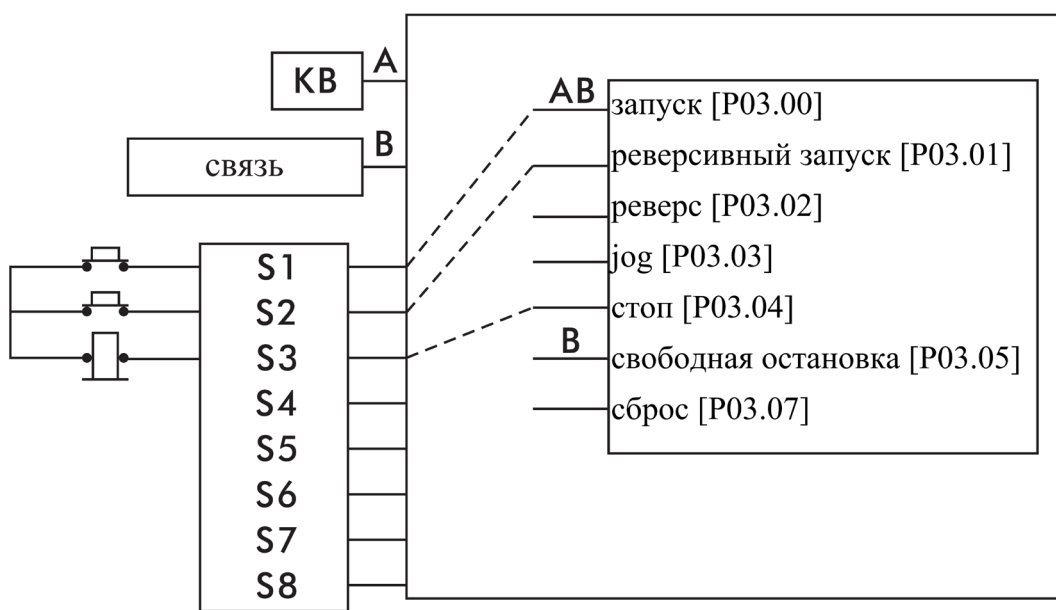 КВ
A
связь
B
S1
S2
S3
S4
S5
S6
S7
S8
AB
запуск [P03.00]
реверсивный запуск [P03.01]
реверс [P03.02]
jog [P03.03]
стоп [P03.04]
B
свободная остановка [P03.05]
сброс [P03.07]